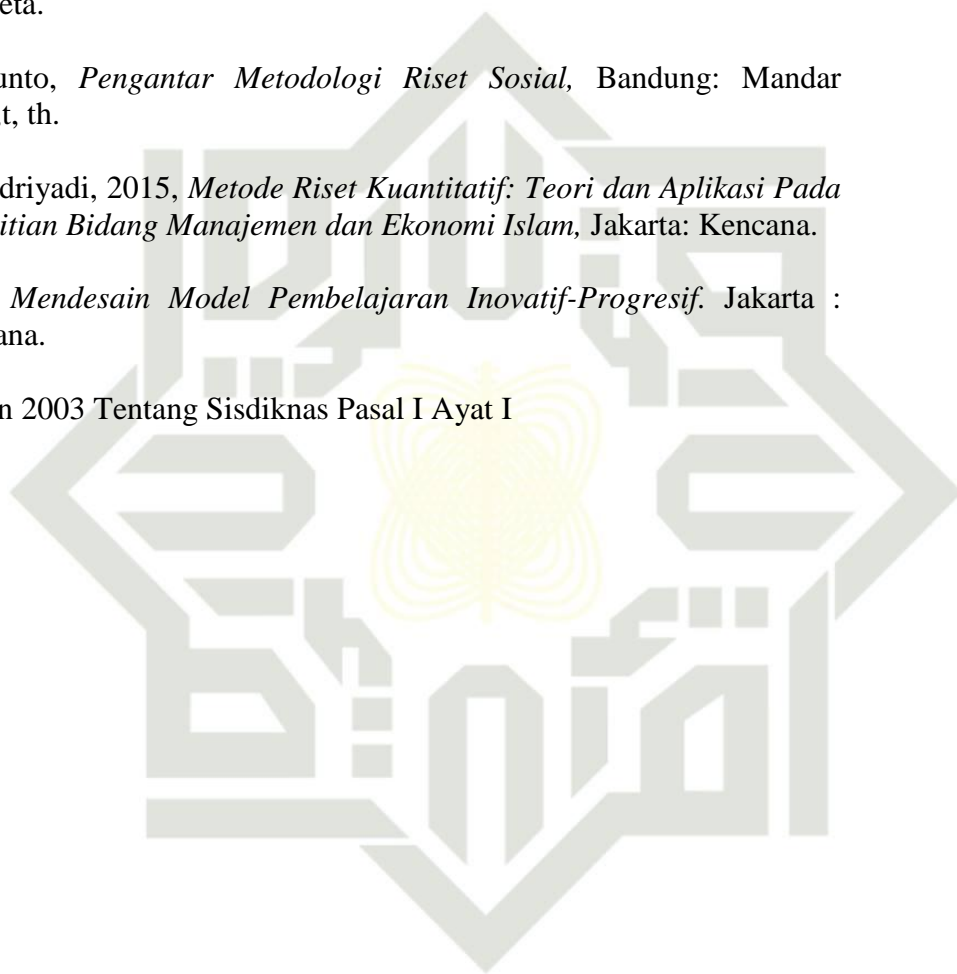 eta.
unto, Pengantar Metodologi Riset Sosial, Bandung: Mandar
t, th.
driyadi, 2015, Metode Riset Kuantitatif: Teori dan Aplikasi Pada
itian Bidang Manajemen dan Ekonomi Islam, Jakarta: Kencana.
Mendesain Model Pembelajaran Inovatif-Progresif. Jakarta :
ana.
n 2003 Tentang Sisdiknas Pasal I Ayat I